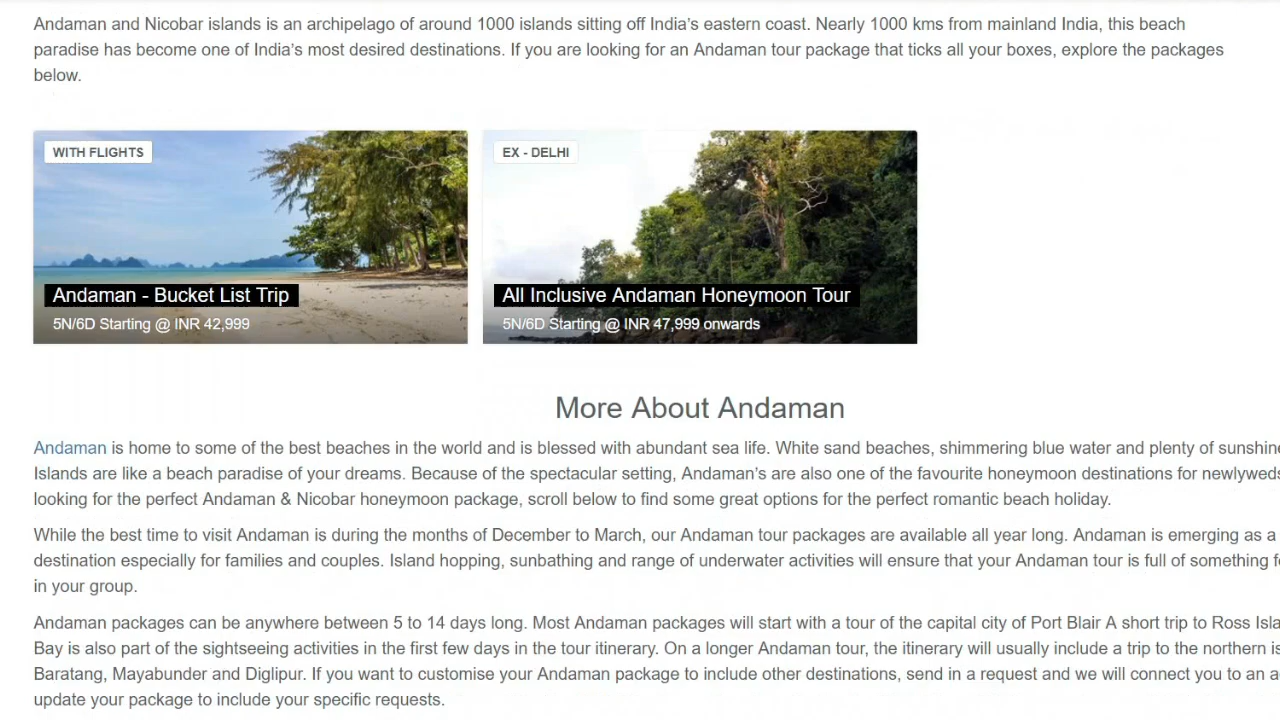 Andaman and Nicobar islands is an archipelago of around 1000 islands sitting off India's eastern coast. Nearly 1000 kms from mainland India, this beach
paradise has become one of India's most desired destinations. If you are looking for an Andaman tour package that ticks all your boxes, explore the packages
below.
WITH FLIGHTS
Andaman - Bucket List Trip
5N/6D Starting @ INR 42,999
EX - DELHI
All Inclusive Andaman Honeymoon Tour
5N/6D Starting @ INR 47,999 onwards
More About Andaman
Andaman is home to some of the best beaches in the world and is blessed with abundant sea life. White sand beaches, shimmering blue water and plenty of sunshine
Islands are like a beach paradise of your dreams. Because of the spectacular setting, Andaman's are also one of the favourite honeymoon destinations for newlyweds
looking for the perfect Andaman & Nicobar honeymoon package, scroll below to find some great options for the perfect romantic beach holiday.
While the best time to visit Andaman is during the months of December to March, our Andaman tour packages are available all year long. Andaman is emerging as a
destination especially for families and couples. Island hopping, sunbathing and range of underwater activities will ensure that your Andaman tour is full of something
in your group.
Andaman packages can be anywhere between 5 to 14 days long. Most Andaman packages will start with a tour of the capital city of Port Blair A short trip to Ross
Bay is also part of the sightseeing activities in the first few days in the tour itinerary. On a longer Andaman tour, the itinerary will usually include a trip to the northern
Baratang, Mayabunder and Diglipur. If you want to customise your Andaman package to include other destinations, send in a request and we will connect you to an
update your package to include your specific requests.